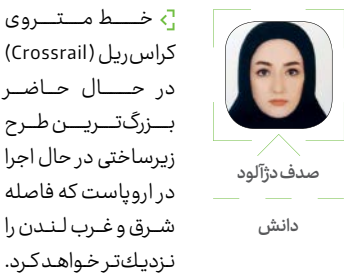 خط متروی
کراس‌ریل (Crossrail)
در حال حاضر
بزرگ‌ترین طرح
زیرساختی در حال اجرا
در اروپاست که فاصله
شرق و غرب لندن را
نزدیك‌تر خواهد کرد.
صدف دژآلود
دانش